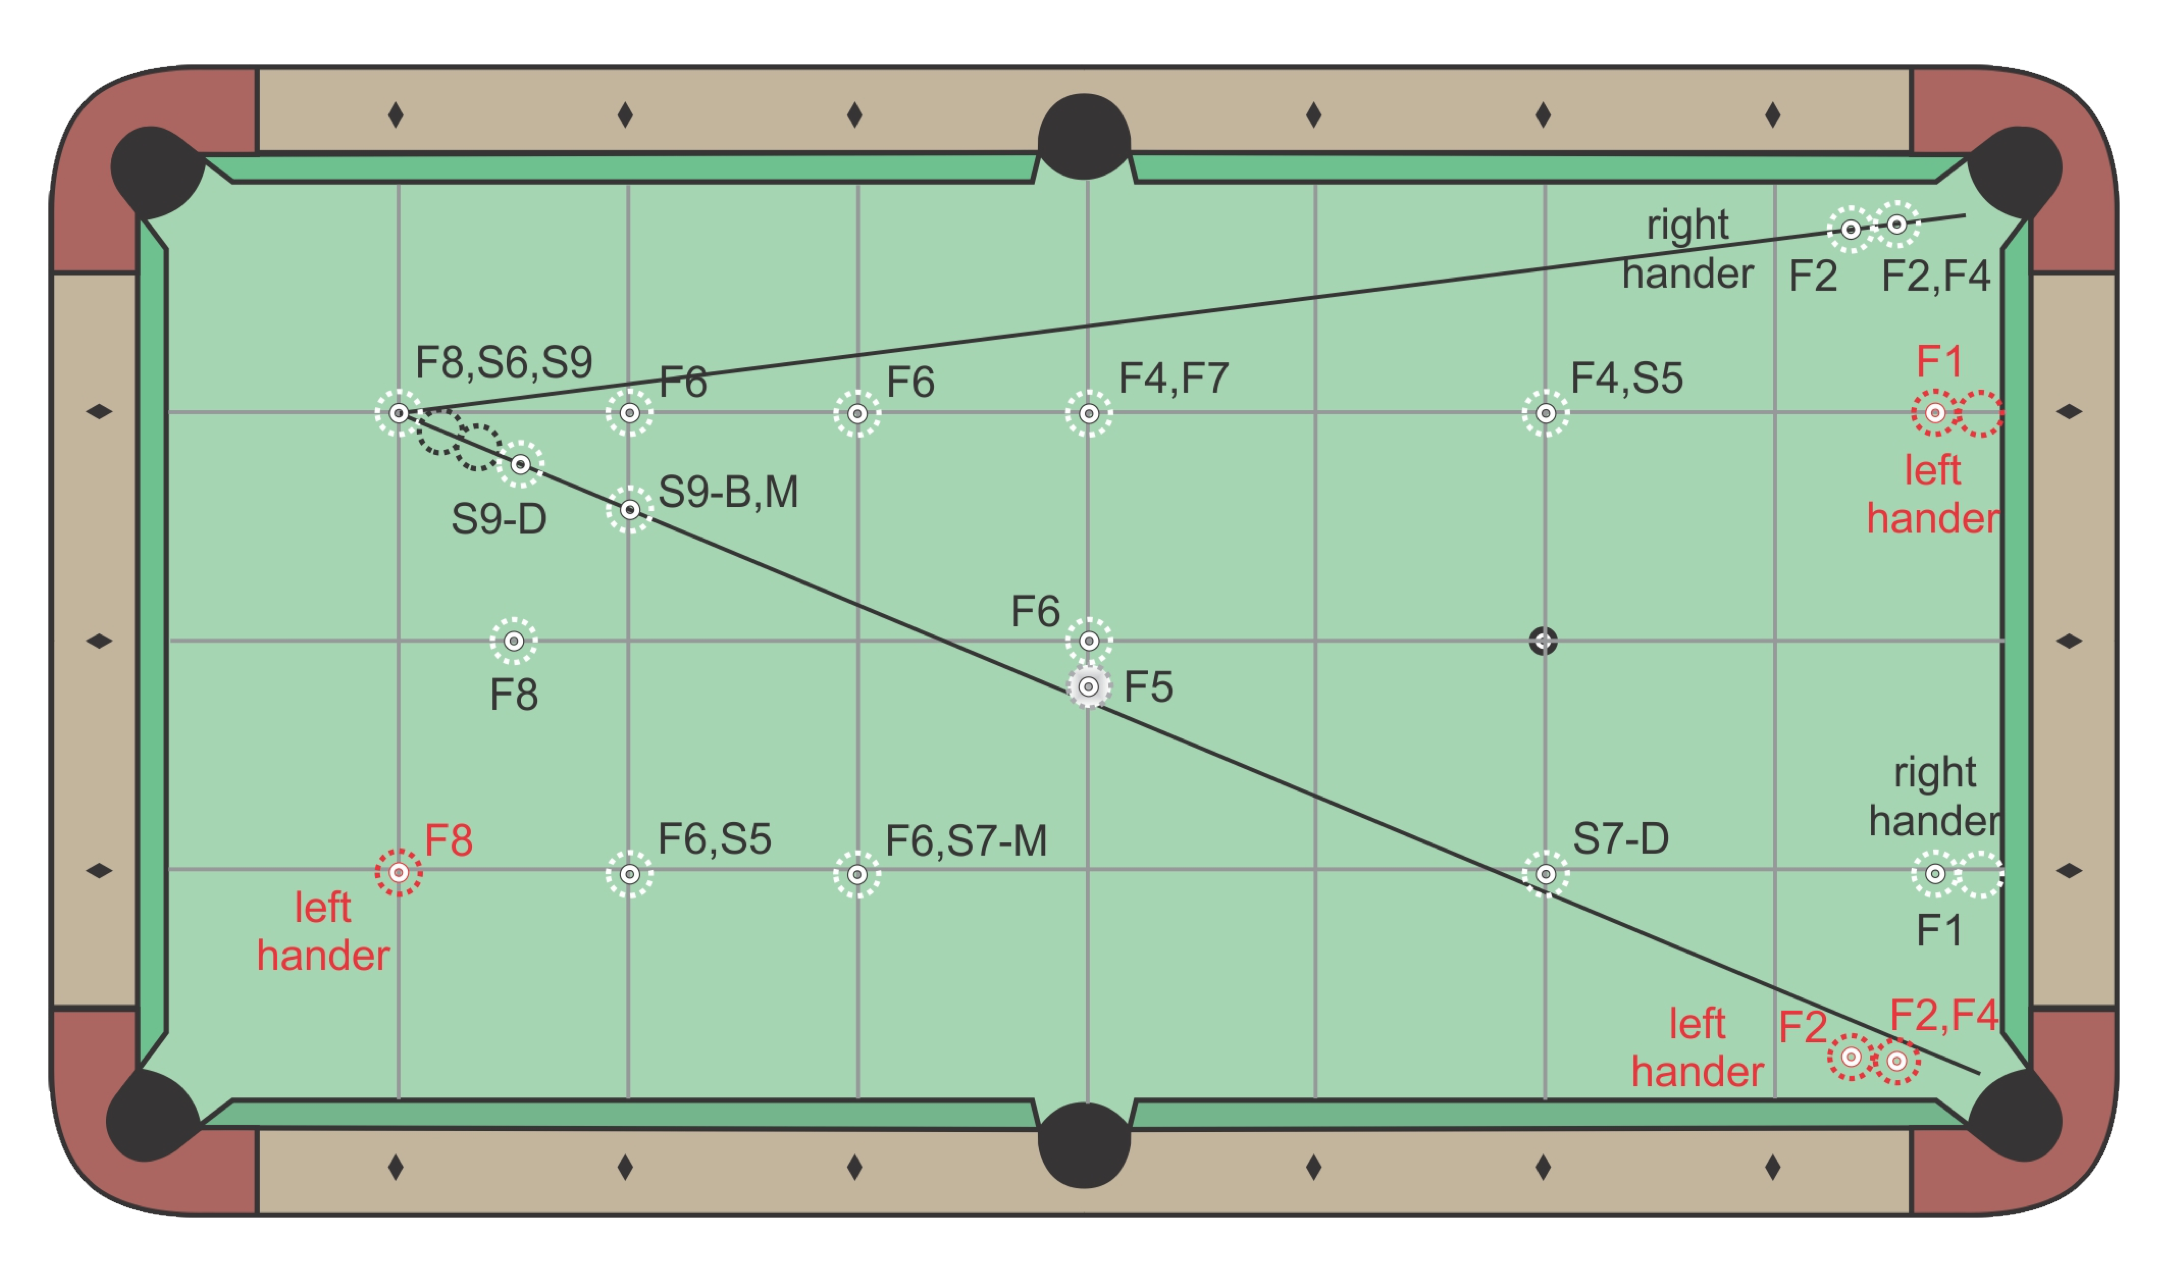 right
hander
F2
F2,F4
F8,S6,S9
F6
F6
F4,F7
F4,S5
F1
left
hander
S9-D
S9-B,M
F6
F8
F5
right
hander
F8
F6,S5
F6,S7-M
S7-D
left
hander
F1
left
hander
F2
F2,F4